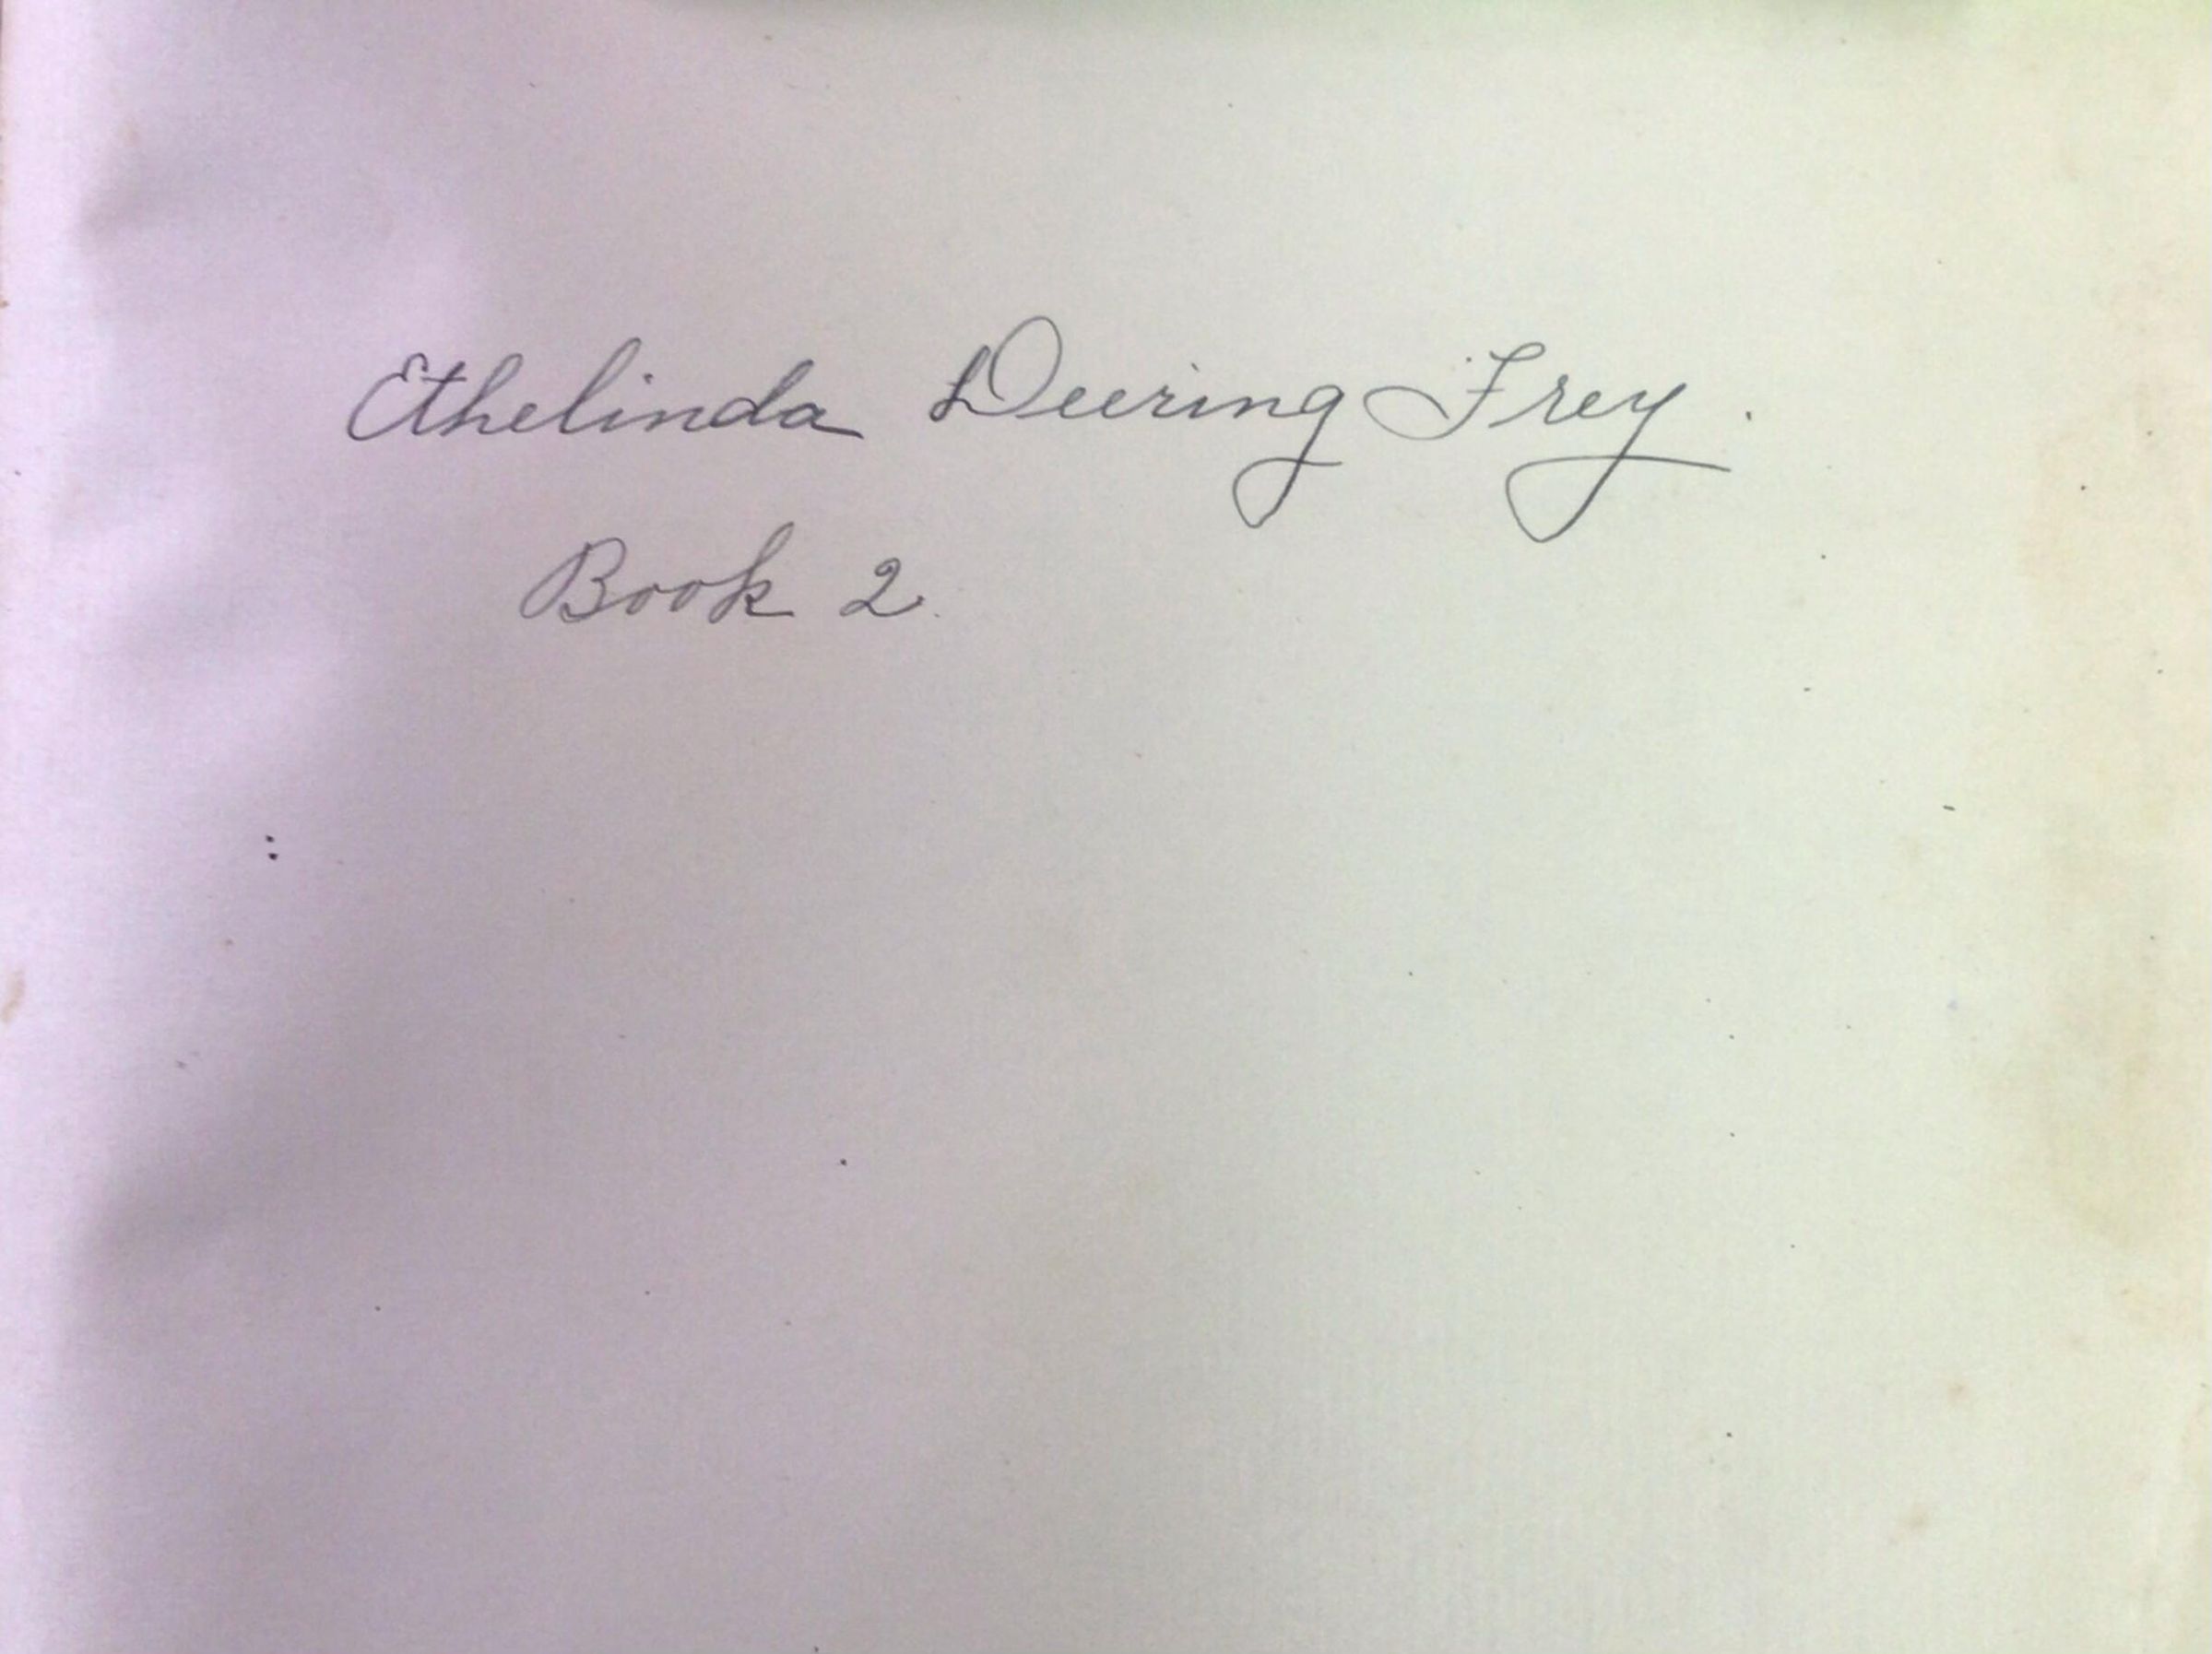 Ethelinda Deering Frey.
Book 2.